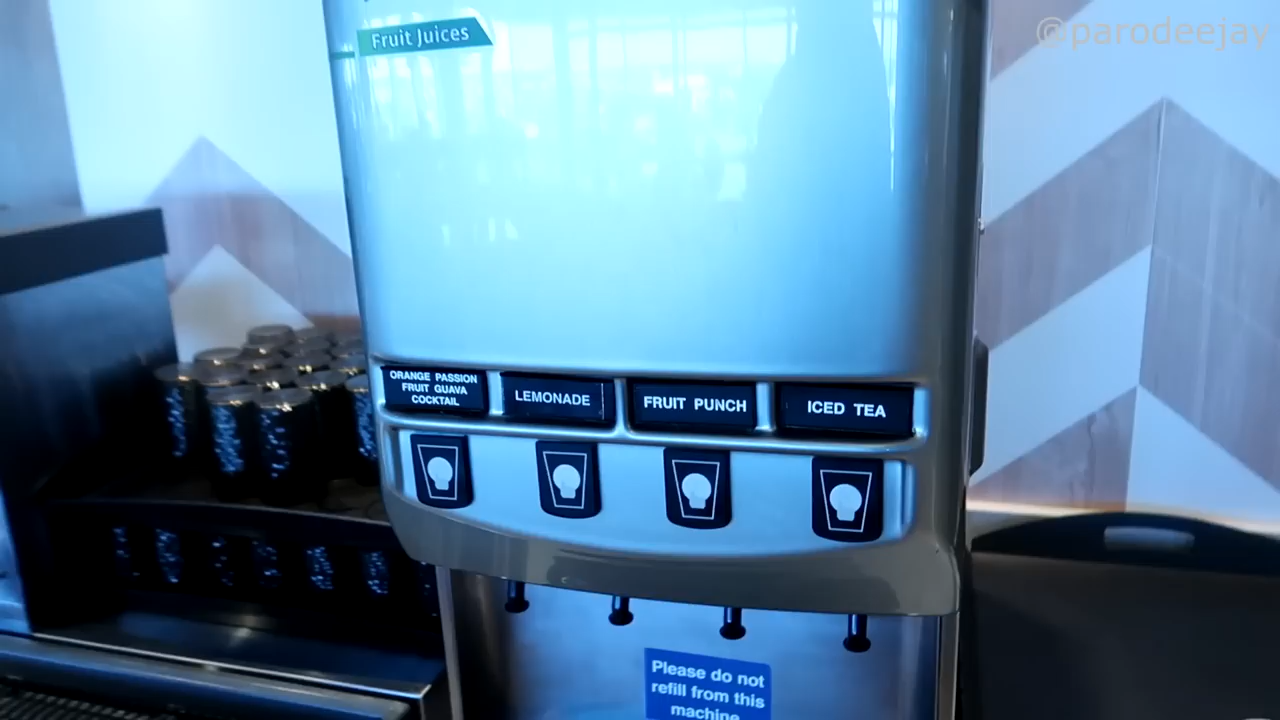 @parodeejay
Fruit Juices
ORANGE PASSION
FRUIT GUAVA
COCKTAIL
LEMONADE
FRUIT PUNCH
ICED TEA
Please do not
refill from this
machine